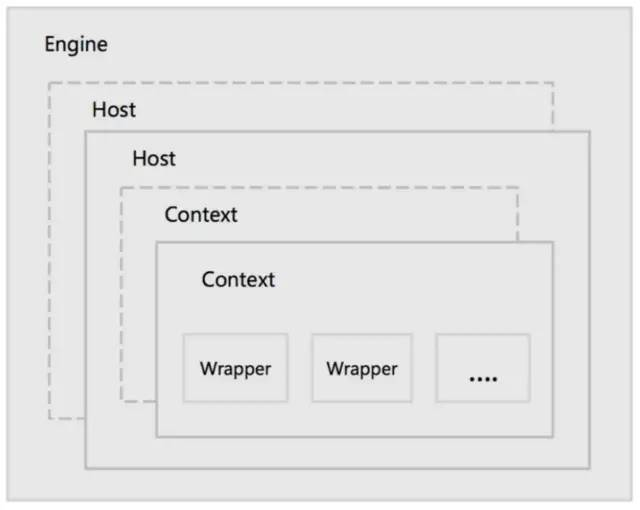 Engine
Host
Host
Context
Context
Wrapper Wrapper ....